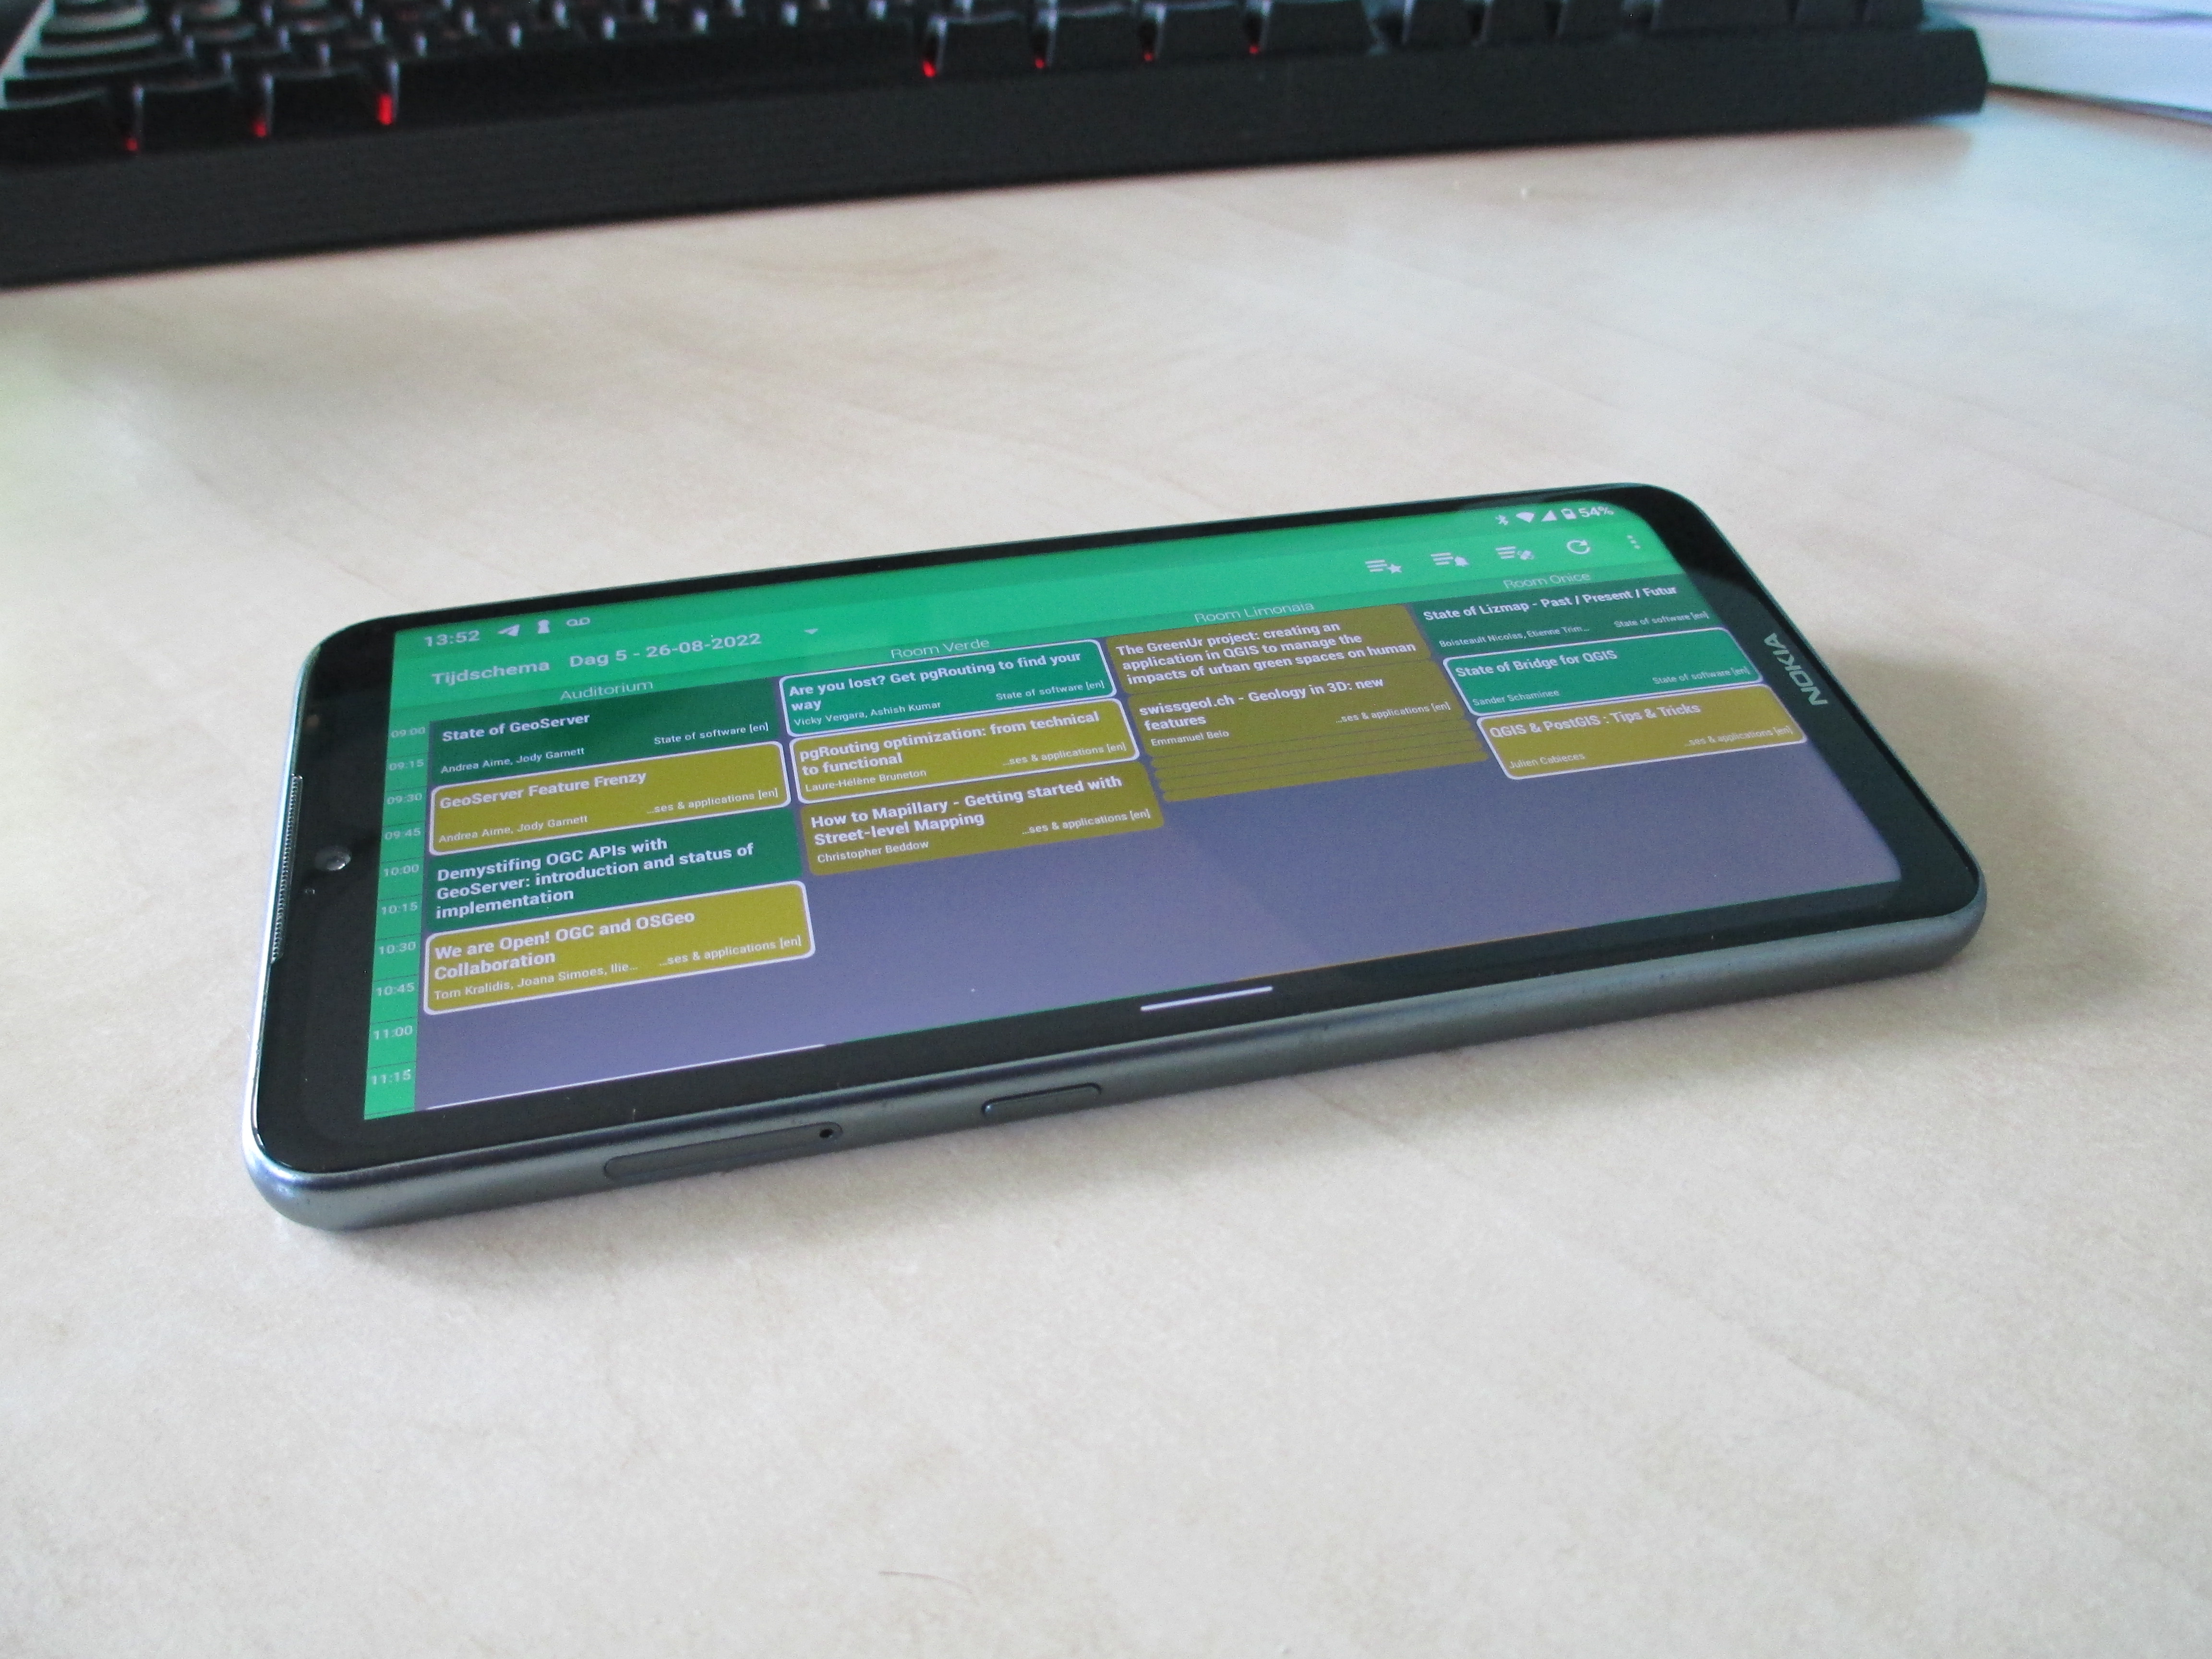 13:52
54%
Tijdschema Dag 5 - 26-08-2022
Auditorium
Room Verde
Room Limonaia
Room Onice
09:00
09:15
09:30
09:45
10:00
10:15
10:30
10:45
11:00
11:15
State of GeoServer
Andrea Aime, Jody Garnett
State of software [en]
GeoServer Feature Frenzy
Andrea Aime, Jody Garnett
...ses & applications [en]
Demystifing OGC APIs with
GeoServer: introduction and status of
implementation
We are Open! OGC and OSGeo
Collaboration
Tom Kralidis, Joana Simoes, Ilie...
...ses & applications [en]
Are you lost? Get pgRouting to find your
way
Vicky Vergara, Ashish Kumar
State of software [en]
pgRouting optimization: from technical
to functional
Laure-Hélène Bruneton
...ses & applications [en]
How to Mapillary - Getting started with
Street-level Mapping
Christopher Beddow
...ses & applications [en]
The GreenUr project: creating an
application in QGIS to manage the
impacts of urban green spaces on human
swissgeol.ch - Geology in 3D: new
features
Emmanuel Belo
...ses & applications [en]
State of Lizmap - Past / Present / Futur
Boisteault Nicolas, Etienne Trim...
State of software [en]
State of Bridge for QGIS
Sander Schaminee
State of software [en]
QGIS & PostGIS : Tips & Tricks
Julien Cabieces
...ses & applications [en]
NOKIA